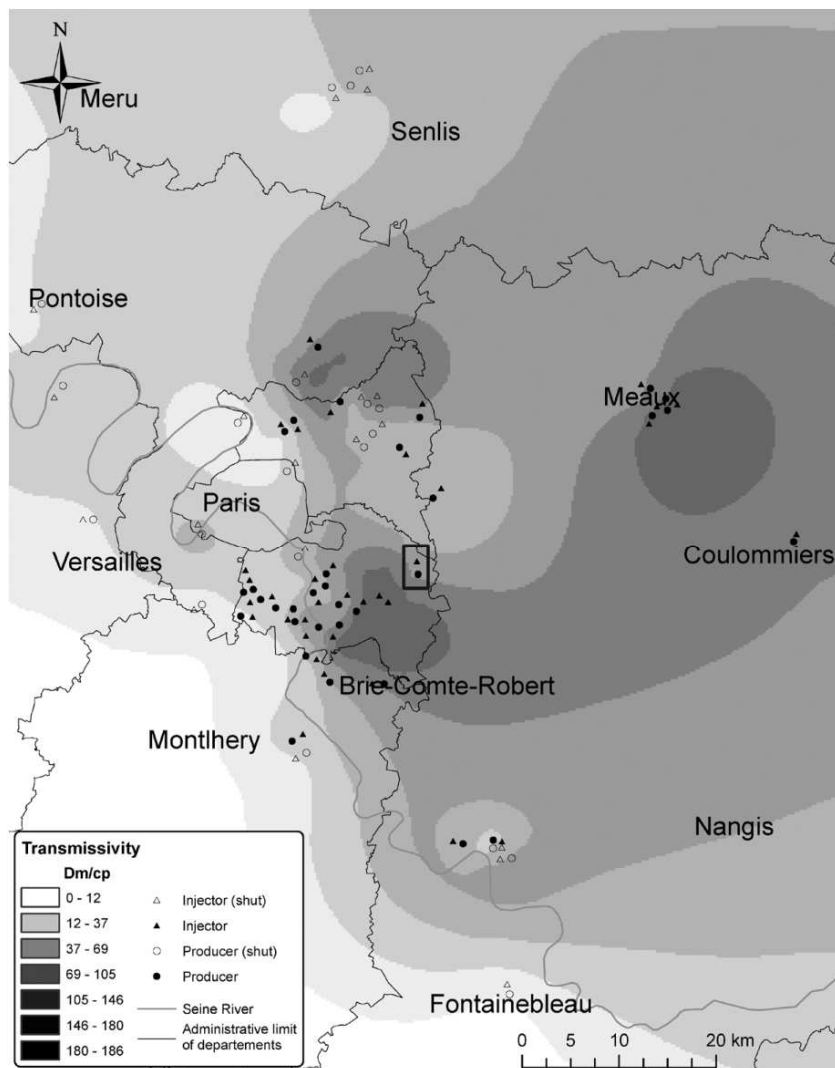 N
Meru
Senlis
Pontoise
Meaux
Paris
Versailles
Coulommiers
Brie-Comte-Robert
Montlhery
Nangis
Fontainebleau
Transmissivity
Dm/cp
0 - 12
12 - 37
37 - 69
69 - 105
105 - 146
146 - 180
180 - 186
Injector (shut)
Injector
Producer (shut)
Producer
Seine River
Administrative limit
of departements
0 5 10 20 km